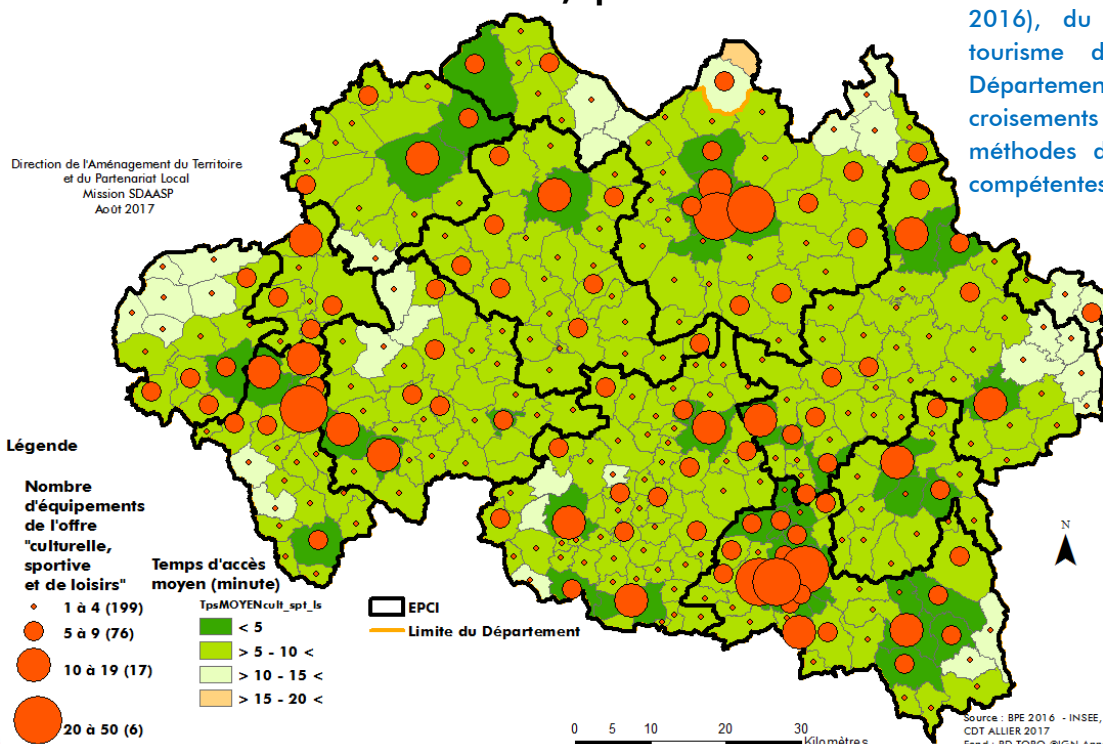 2016), du
tourisme d
Département
croisements
méthodes d
compétentes
Direction de l'Aménagement du Territoire
et du Partenariat Local
Mission SDAASP
Août 2017
Légende
Nombre
d'équipements
de l'offre
"culturelle,
sportive
et de loisirs"
1 à 4 (199)
5 à 9 (76)
10 à 19 (17)
20 à 50 (6)
Temps d'accès
moyen (minute)
TpsMOYENcult_spt_ls
< 5
> 5 - 10 <
> 10 - 15 <
> 15 - 20 <
EPCI
Limite du Département
N
0 5 10 20 30
Kilomètres
Source : BPE 2016 - INSEE,
CDT ALLIER 2017